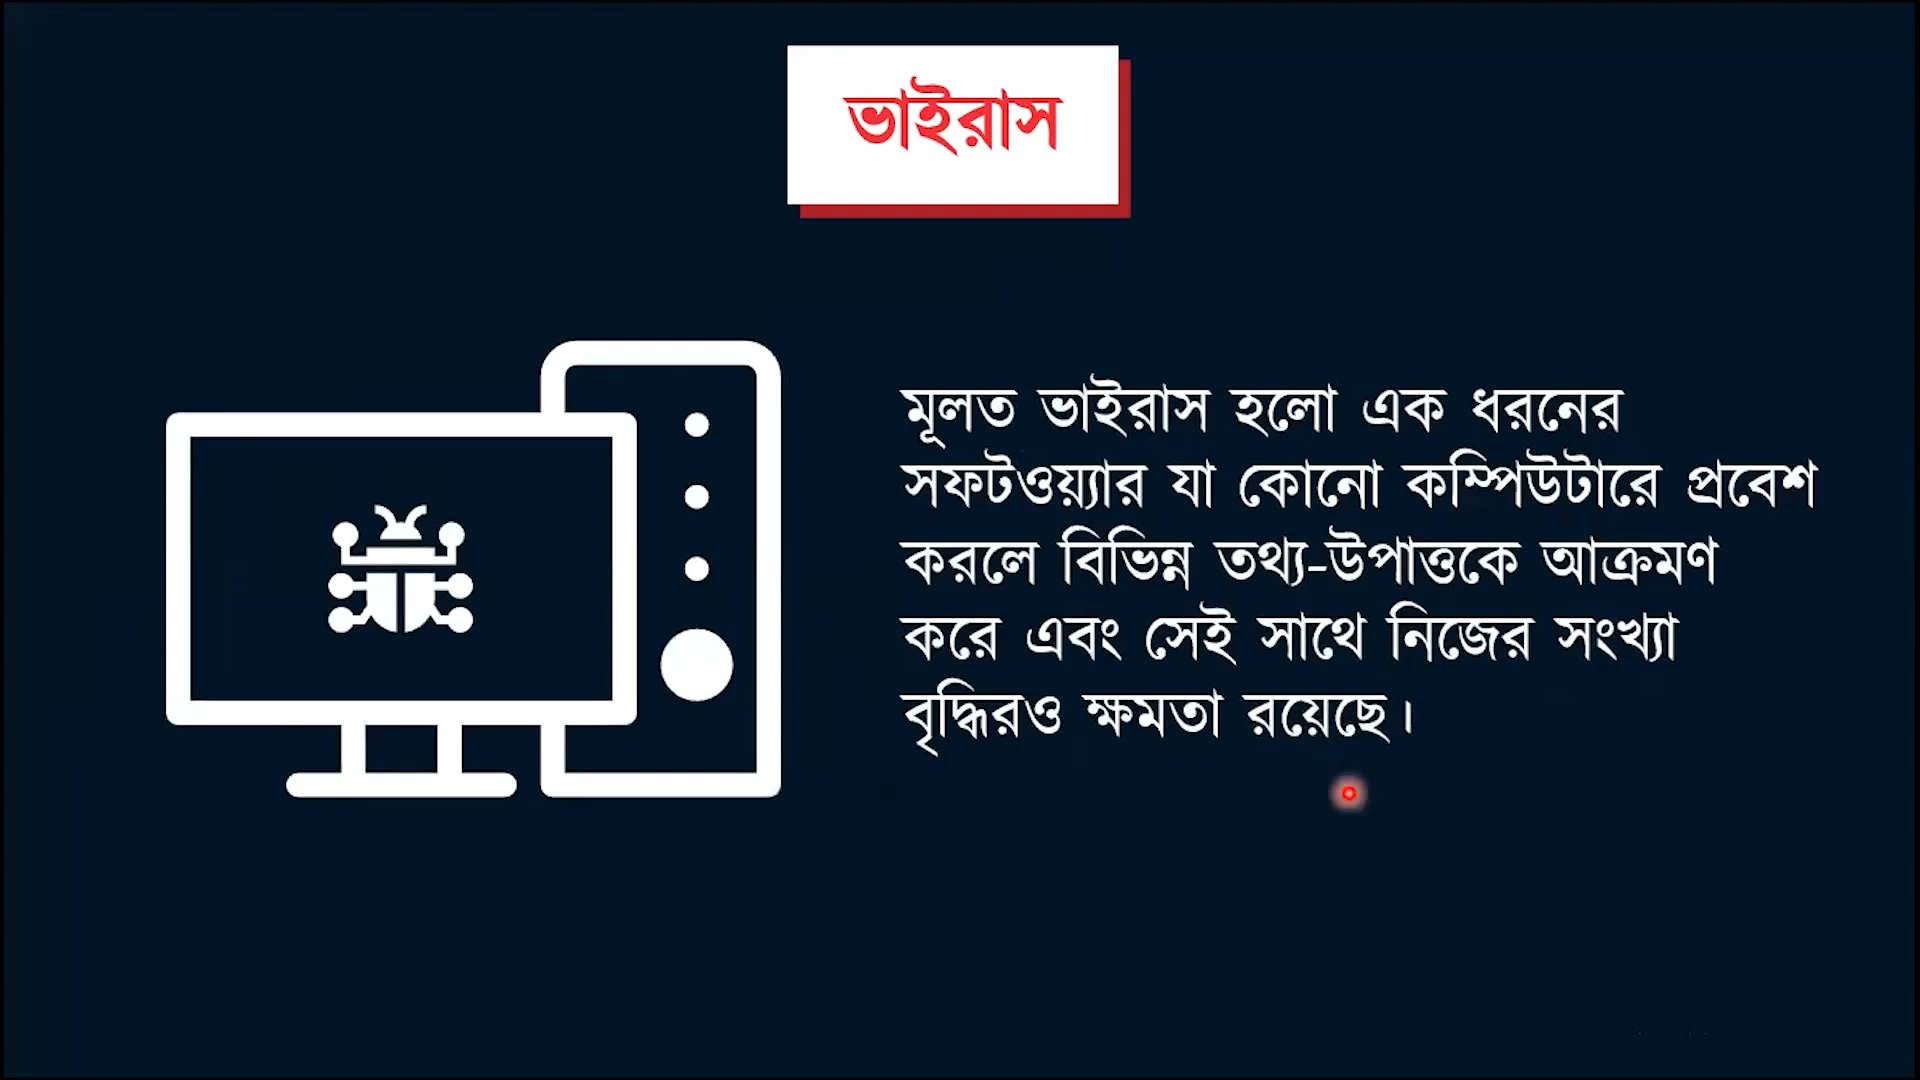 ভাইরাস
মূলত ভাইরাস হলো এক ধরনের
সফটওয়্যার যা কোনো কম্পিউটারে প্রবেশ
করলে বিভিন্ন তথ্য-উপাত্তকে আক্রমণ
করে এবং সেই সাথে নিজের সংখ্যা
বৃদ্ধিরও ক্ষমতা রয়েছে।